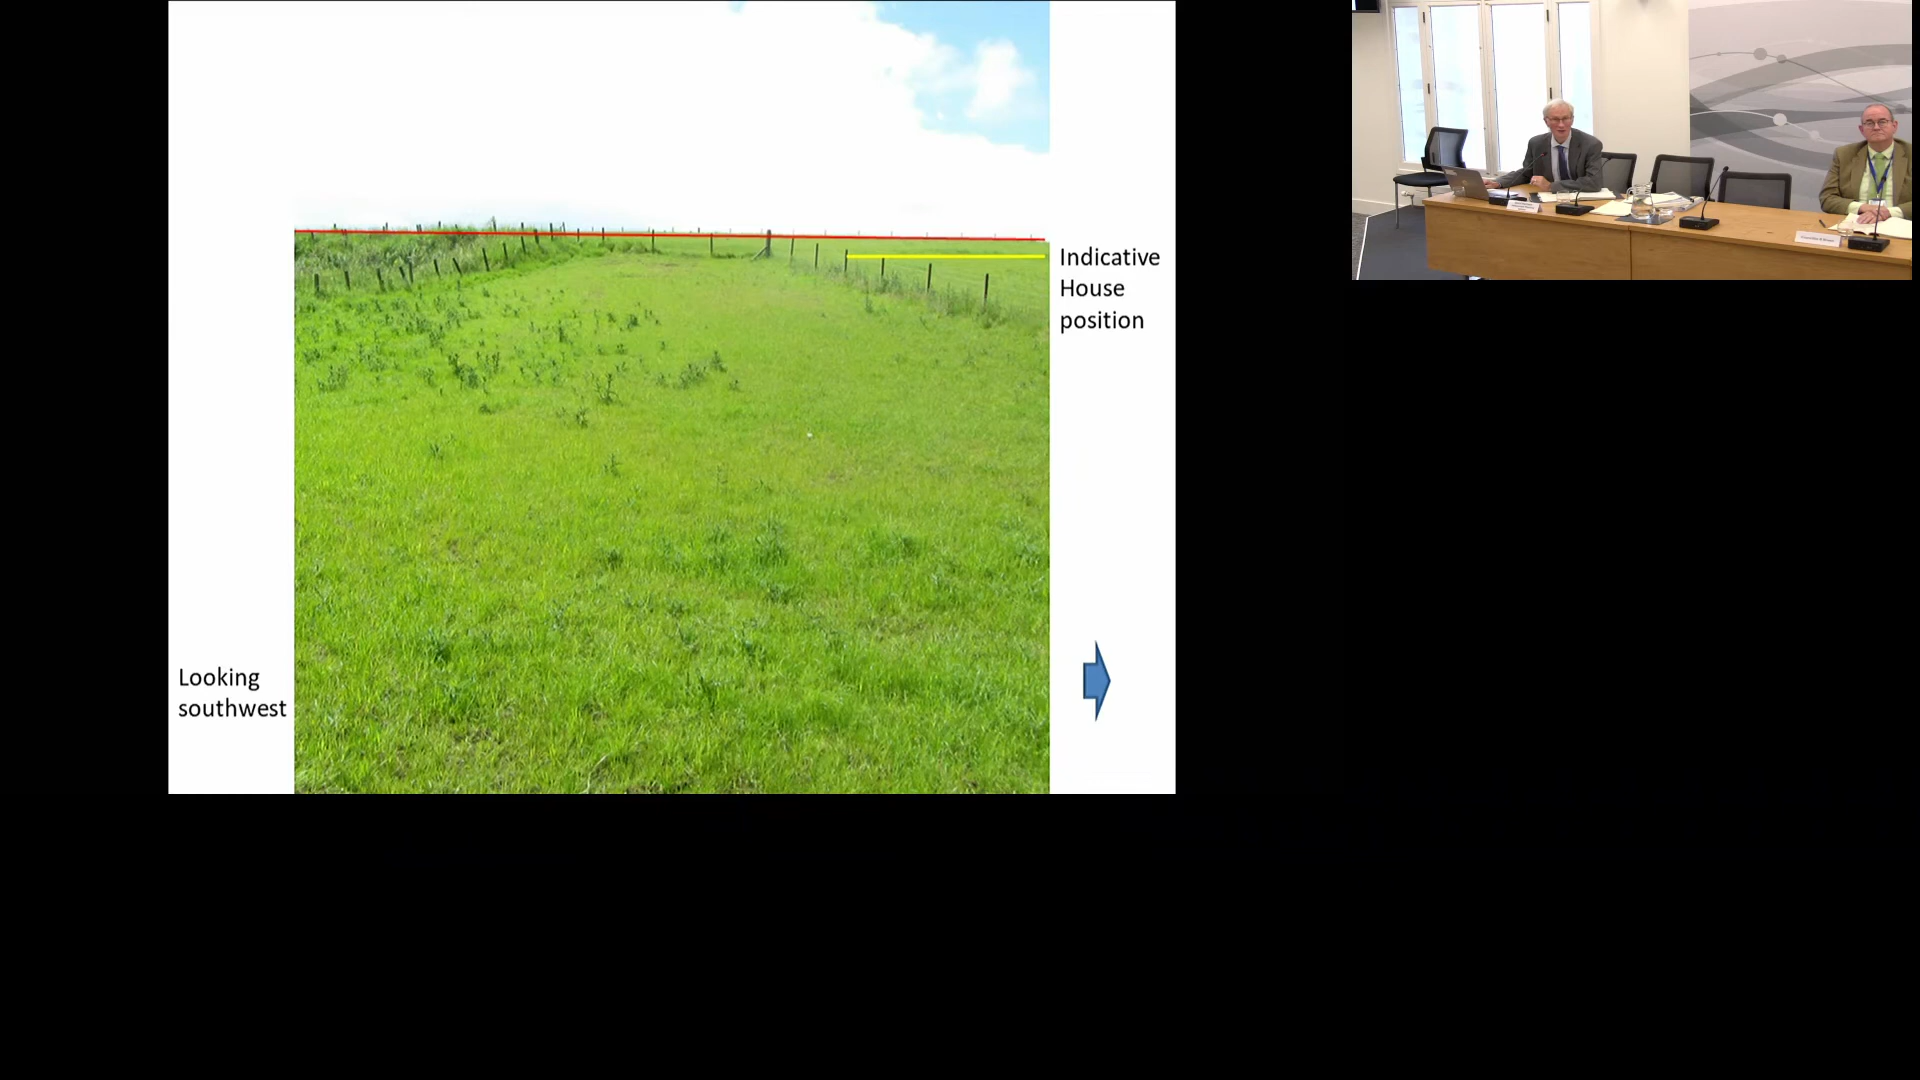 Indicative
House
position
Looking
southwest